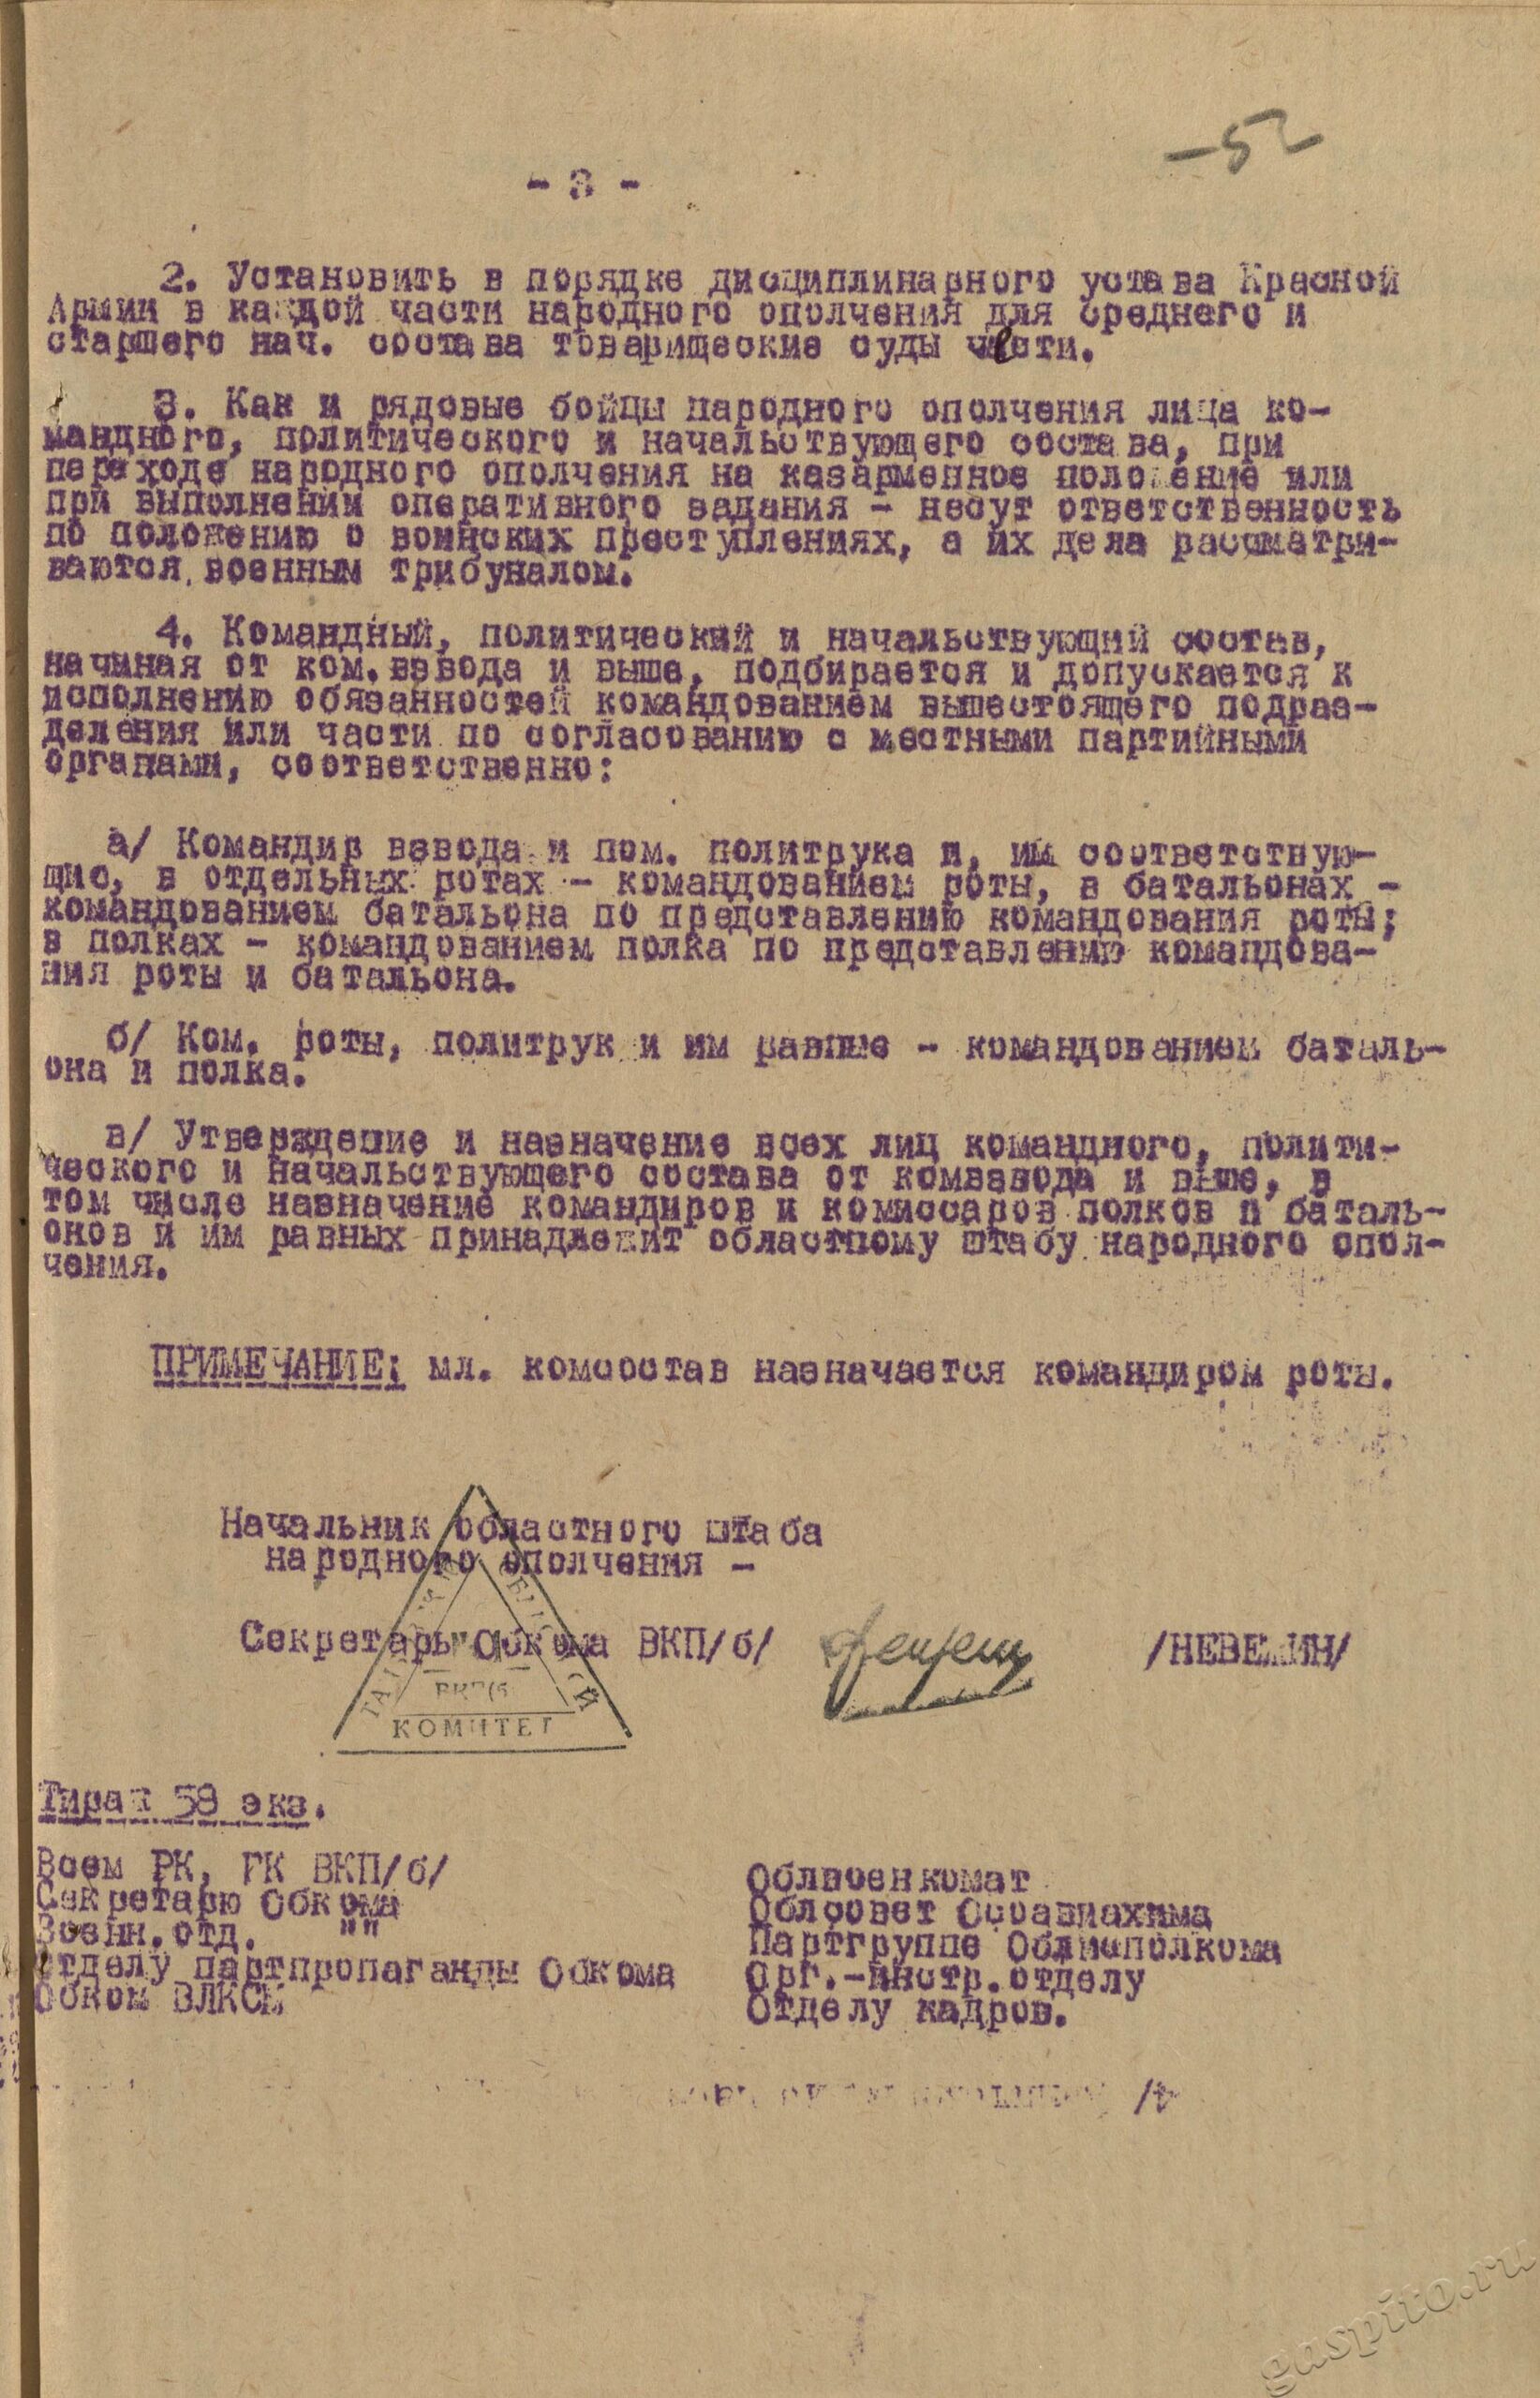 -52
- 3 -
2. Установить в порядке дисциплинарного устава Красной
Армии в каждой части народного ополчения для среднего и
старшего нач. состава товарищеские суды чести.
3. Как и рядовые бойцы народного ополчения лица ко-
мандного, политического и начальствующего состава, при
переходе народного ополчения на казарменное положение или
при выполнении оперативного задания - несут ответственность
по положению о воинских преступлениях, а их дела рассматри-
ваются военным трибуналом.
4. Командный, политический и начальствующий состав,
начиная от ком.взвода и выше, подбирается и допускается к
исполнению обязанностей командованием вышестоящего подраз-
деления или части по согласованию с местными партийными
органами, соответственно:
а/ Командир взвода и пом. политрука и, им соответствую-
щие, в отдельных ротах - командованием роты, в батальонах -
командованием батальона по представлению командования роты;
в полках - командованием полка по представлению командова-
ния роты и батальона.
б/ Ком. роты, политрук и им равные - командованием баталь-
она и полка.
в/ Утверждение и назначение всех лиц командного, полити-
ческого и начальствующего состава от комвзвода и выше, в
том числе назначение командиров и комиссаров полков и баталь-
онов и им равных принадлежит областному штабу народного опол-
чения.
ПРИМЕЧАНИЕ: мл. комсостав назначается командиром роты.
Начальник областного штаба
народного ополчения -
Секретарь Обкома ВКП/б/ /НЕВЕЖИН/
ВКП(б
КОМИТЕТ
Тираж 58 экз.
Всем РК, ГК ВКП/б/
Секретарю Обкома
Военн.отд. ""
Отделу партпропаганды Обкома
Обком ВЛКСМ
Облвоенкомат
Облсовет Осоавиахима
Партгруппе Облисполкома
Орг.-инстр.отделу
Отделу кадров.
gaspito.ru